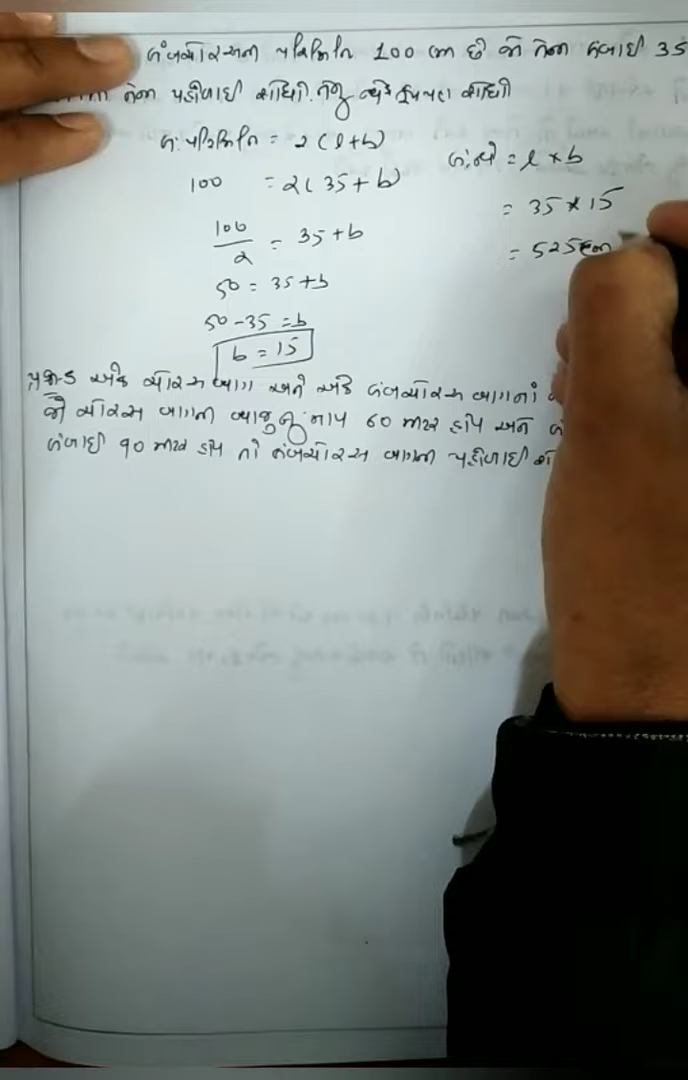 લંબચોરસની પરિમિતિ 100 cm છે જો તેની લંબાઈ 35
તેની પહોળાઈ શોધો. તેનું ક્ષેત્રફળ શોધો
લં. પરિમિતિ = 2(l+b)
100 = 2(35+b)
100/2 = 35+b
50 = 35+b
50-35 = b
b = 15
લં.ક્ષે = l×b
= 35×15
= 525cm
પ્રશ્ન-5 એક ચોરસ બાગ અને એક લંબચોરસ બાગનાં
જો ચોરસ બાગની બાજુનું માપ 60 મીટર હોય અને
લંબાઈ 90 મીટર હોય તો લંબચોરસ બાગની પહોળાઈ